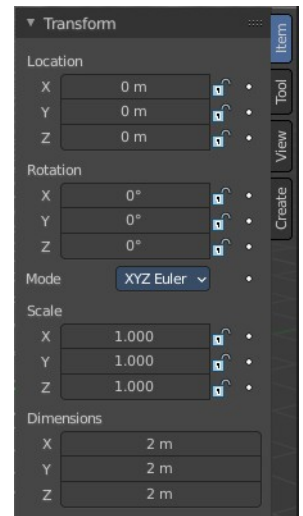 Transform
Location
X 0 m
Y 0 m
Z 0 m
Rotation
X 0°
Y 0°
Z 0°
Mode XYZ Euler
Scale
X 1.000
Y 1.000
Z 1.000
Dimensions
X 2 m
Y 2 m
Z 2 m
Item
Tool
View
Create